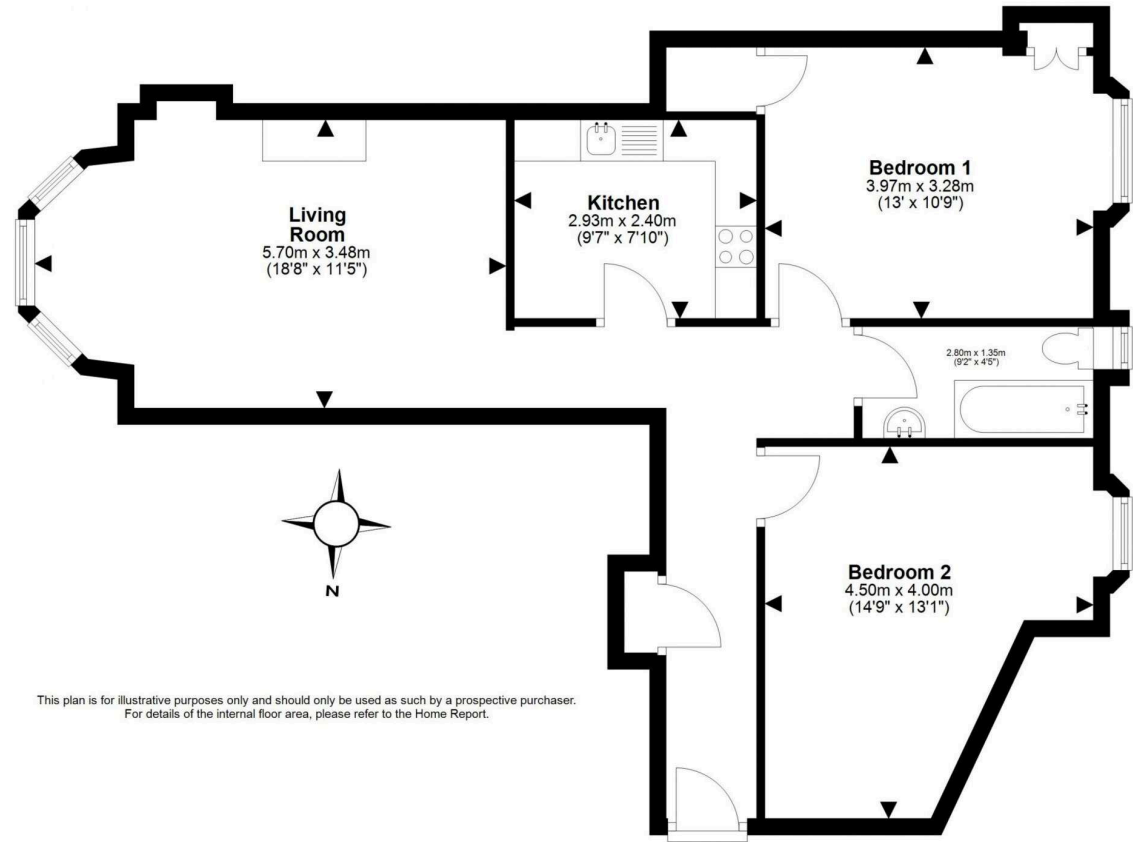 Bedroom 1
3.97m x 3.28m
(13' x 10'9")
Kitchen
2.93m x 2.40m
(9'7" x 7'10")
Living
Room
5.70m x 3.48m
(18'8" x 11'5")
2.80m x 1.35m
(9'2" x 4'5")
Bedroom 2
4.50m x 4.00m
(14'9" x 13'1")
N
This plan is for illustrative purposes only and should only be used as such by a prospective purchaser.
For details of the internal floor area, please refer to the Home Report.